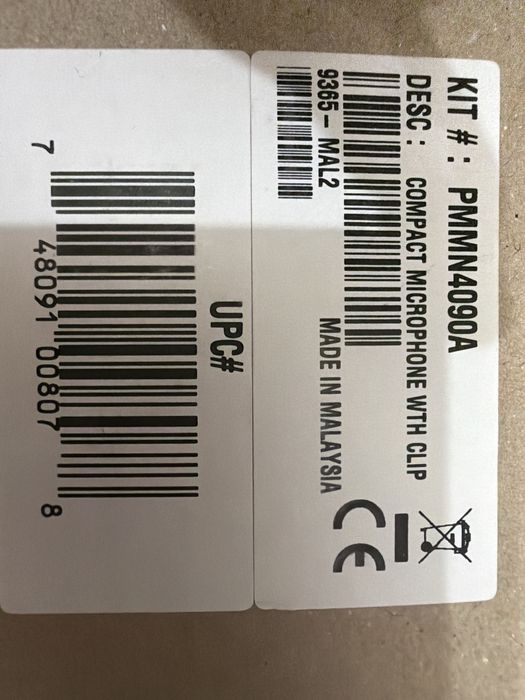 KIT # : PMMN4090A
DESC : COMPACT MICROPHONE WTH CLIP
9365- MAL2
MADE IN MALAYSIA
CE
UPC#
7 48091 00807 8